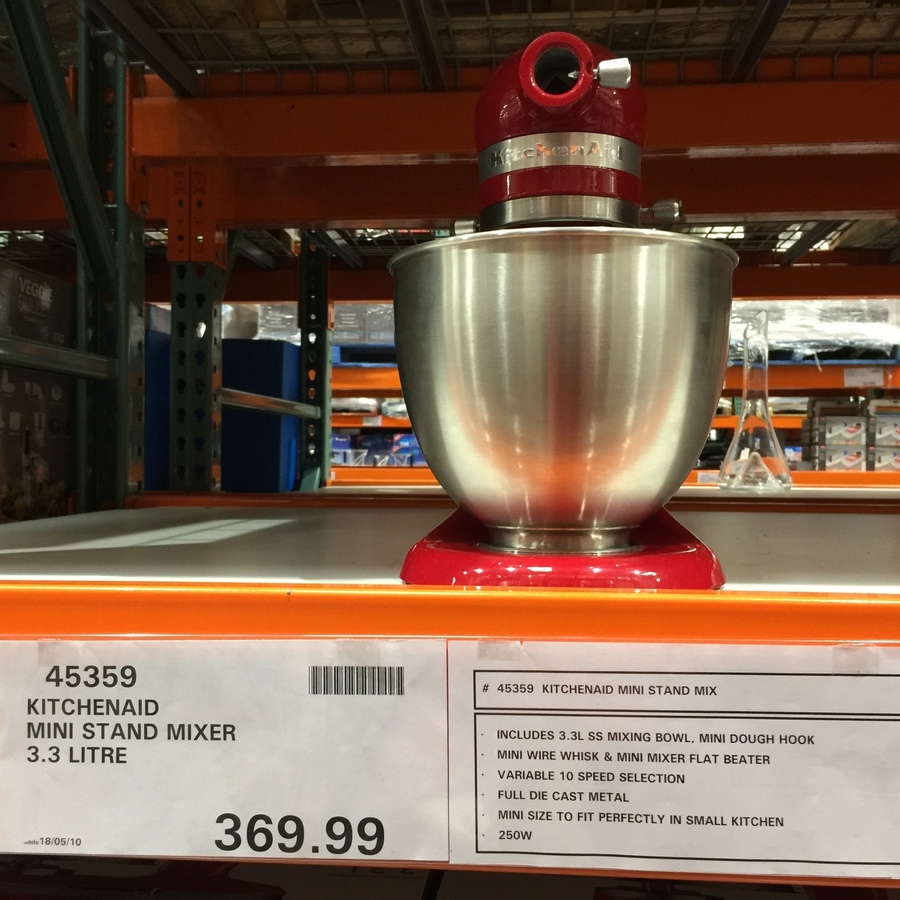 KitchenAid
VEGGIE
45359
KITCHENAID
MINI STAND MIXER
3.3 LITRE
369.99
18/05/10
# 45359 KITCHENAID MINI STAND MIX
· INCLUDES 3.3L SS MIXING BOWL, MINI DOUGH HOOK
· MINI WIRE WHISK & MINI MIXER FLAT BEATER
· VARIABLE 10 SPEED SELECTION
· FULL DIE CAST METAL
· MINI SIZE TO FIT PERFECTLY IN SMALL KITCHEN
· 250W